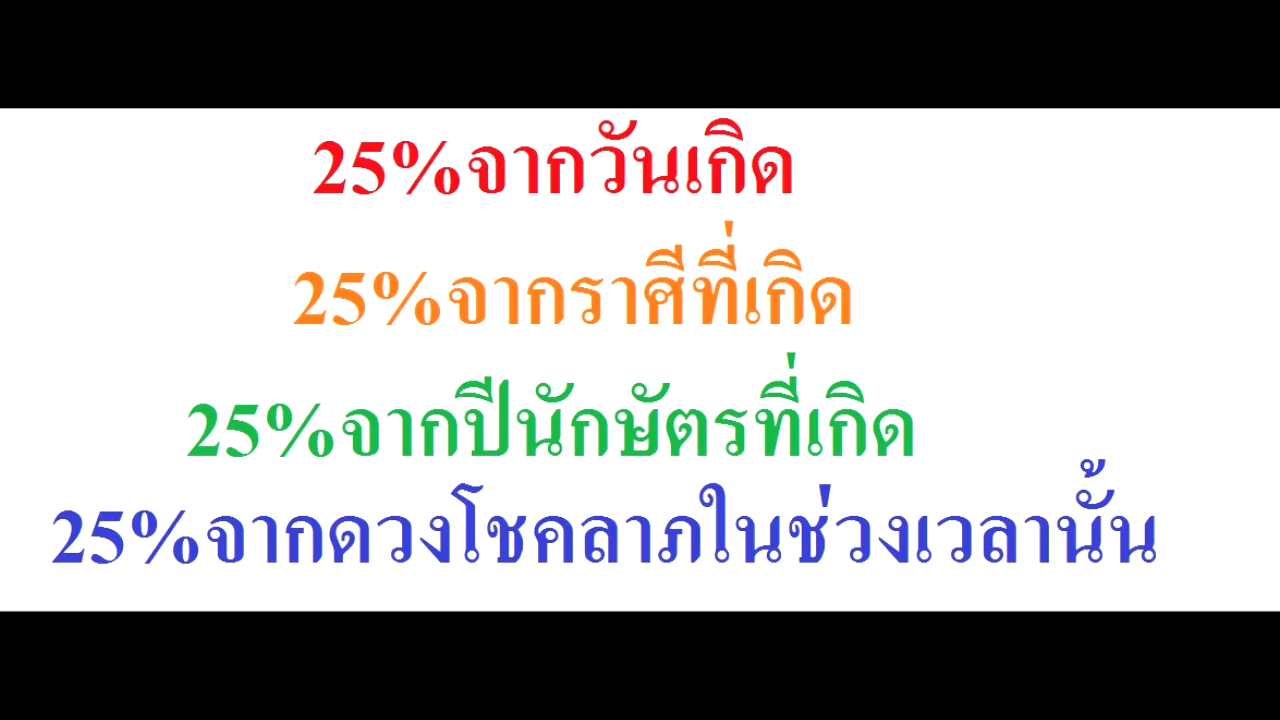 25%จากวันเกิด
25%จากราศีที่เกิด
25%จากปีนักษัตรที่เกิด
25%จากดวงโชคลาภในช่วงเวลานั้น